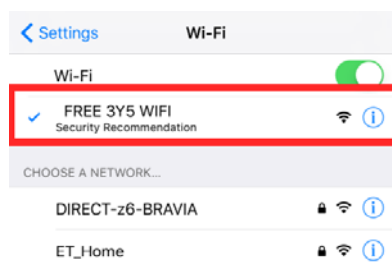 Settings Wi-Fi
Wi-Fi
FREE 3Y5 WIFI
Security Recommendation
CHOOSE A NETWORK...
DIRECT-z6-BRAVIA
ET_Home